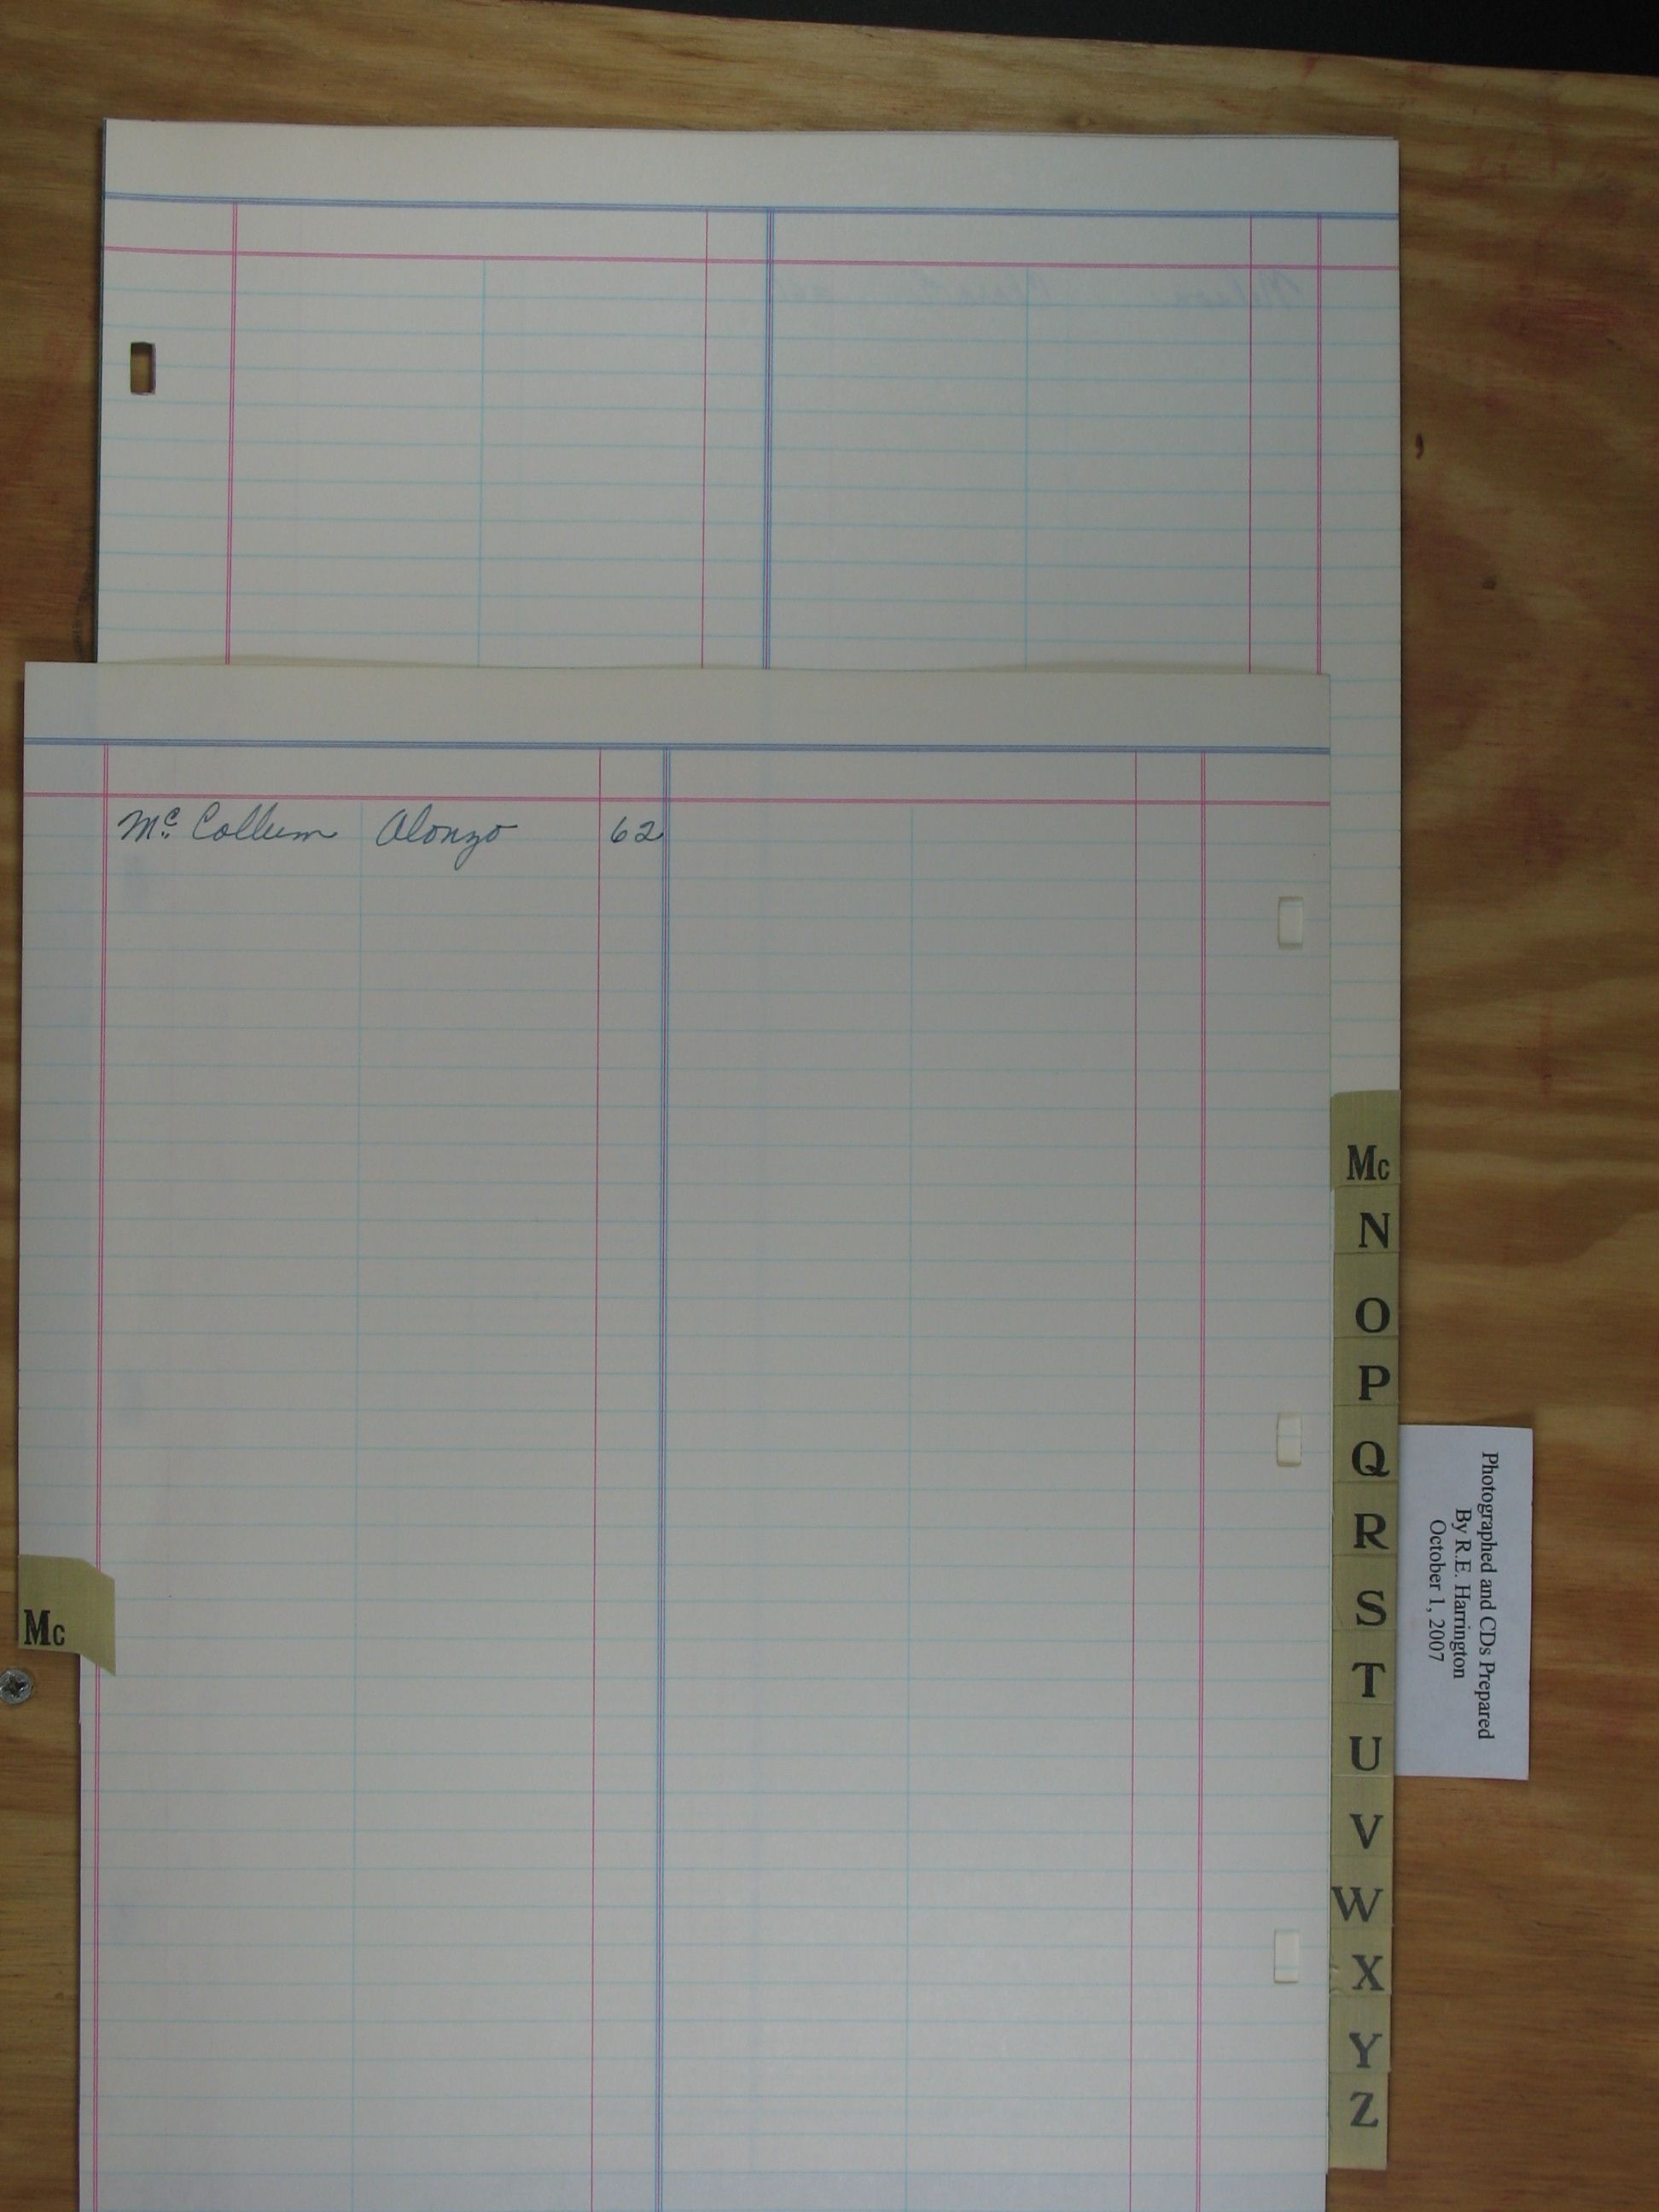 Mc Collum Alonzo 62
Mc
Mc
N
O
P
Q
R
S
T
U
V
W
X
Y
Z
Photographed and CDs Prepared
By R.E. Harrington
October 1, 2007